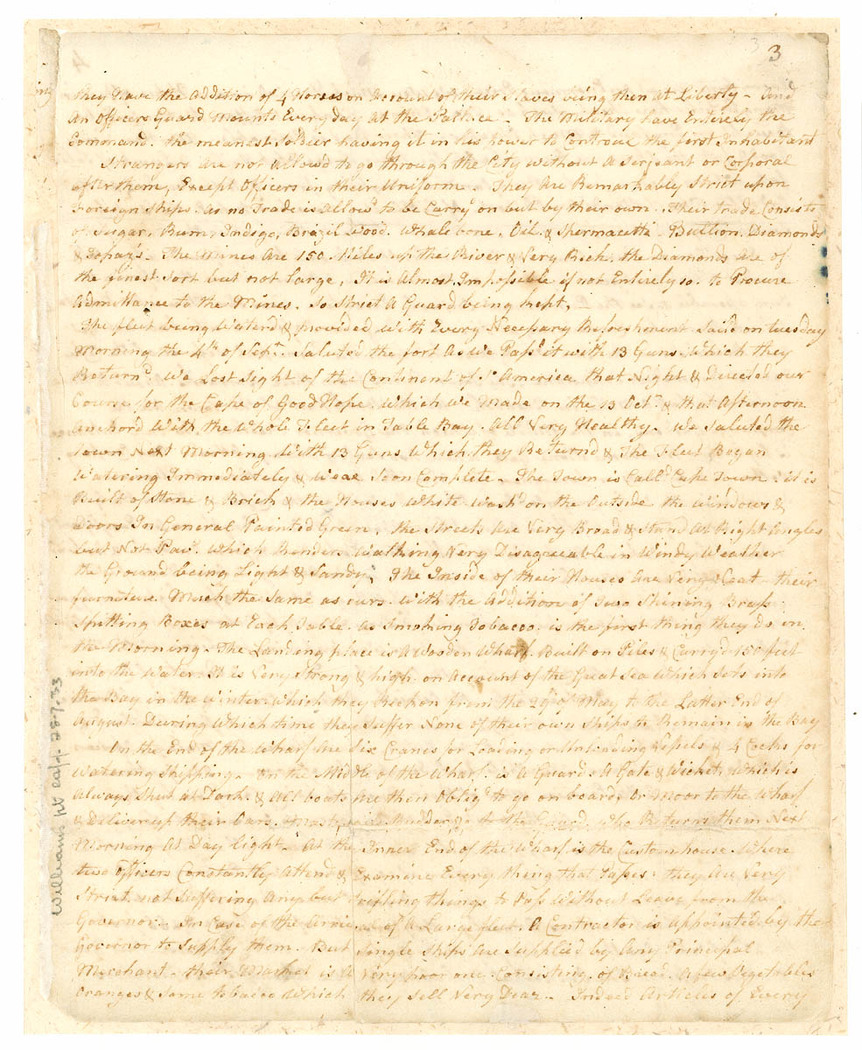 3
they have the Addition of 4 Horses on Account of their Slaves being then at Liberty - And
an Officers Guard Mounts Every day at the Pallice - The Military have Entirely the
Command. the meanest Soldier having it in his power to Controul the first Inhabitant
Strangers are not allowd to go through the City without A Serjeant or Corporal
after them, Except Officers in their Uniform. They Are Remarkably Strict upon
Foreign Ships. as no Trade is allowd to be Carry'd on but by their own. Their trade Consists
of Sugar, Rum, Indigo, Brazil Wood. Whale bone, Oil & Spermacetti. Bullion. Diamonds
& Topaz's. The Mines Are 150 Miles up the River & Very Rich. the Diamonds are of
the finest Sort but not large, It is Almost Impossible if not Entirely so. to Procure
Admittance to the Mines. So Strict A Guard being kept, -
The fleet being Waterd & provided with Every Necessary Refreshment Said on tuesday
Morning the 4th of Sept. Saluted the fort As We Pass'd it with 13 Guns. Which they
Returnd. We Lost Sight of the Continent of So America that Night & Directed our
Course for the Cape of Good Hope. Which We Made on the 13 Oct. & that Afternoon
Anchord With the Whole Fleet in Table Bay. All Very Healthy. We Saluted the
Town Next Morning With 13 Guns Which they Returnd & The Fleet Began
Watering Immediately & Wear Soon Complete - The Town is Calld Cape Town it is
Built of Stone & Brick & the Houses White Wash'd on the Outside the Windows &
Doors In General Painted Green, the Streets Are Very Broad & Stand At Right Angles
but Not Pav'd. Which Renders Walking Very Disagreeable in Windy Weather
the Ground being Light & Sandy, The Inside of their Houses Are Very Neat their
furniture Much the Same as ours. With the Addition of Two Shining Brass
Spitting Boxes at Each Table. as Smoking Tobacco is the first thing they do in
the Morning. The Landing place is A Wooden Wharf. Built on Piles & Carry'd 150 feet
into the Water. It is Very Strong & high on Account of the Great Sea Which Sets into
the Bay in the Winter. Which they Reckon from the 29th of May to the Latter End of
August. During Which time they Suffer None of their own Ships to Remain in the Bay
On the End of the Wharf Are Six Cranes for Loading or Unloading Vessels & 4 Cocks for
Watering Shipping. On the Middle of the Wharf is A Guard & A Gate & Wicket. Which is
always Shut at Dark. & All boats Are then Oblig'd to go on board, Or Moor to the Wharf
& Deliver up their Oars. Masts, Rudder to the Guard. Who Returns them Next
Morning At Day light. At the Inner End of the Wharf is the Custom house. Where
two Officers Constantly Attend & Examine Every thing that Passes. they Are Very
Strict, not Suffering Any but trifling things to Pass Without Leave from the
Governor. In Case of the Arrival of A Large fleet. A Contractor is Appointed by the
Governor to Supply them. But Single Ships Are Supplied by Any Principal
Merchant. their Market is A Very poor one Consisting of Bread. A few Vegetables
Oranges & Some tobacco Which they Sell Very Dear. Indeed Articles of Every
Williams pt